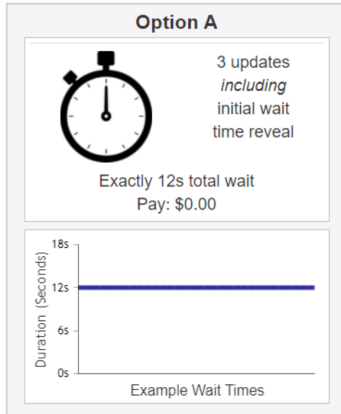 Option A
3 updates
including
initial wait
time reveal
Exactly 12s total wait
Pay: $0.00
Duration (Seconds)
18s
12s
6s
0s
Example Wait Times